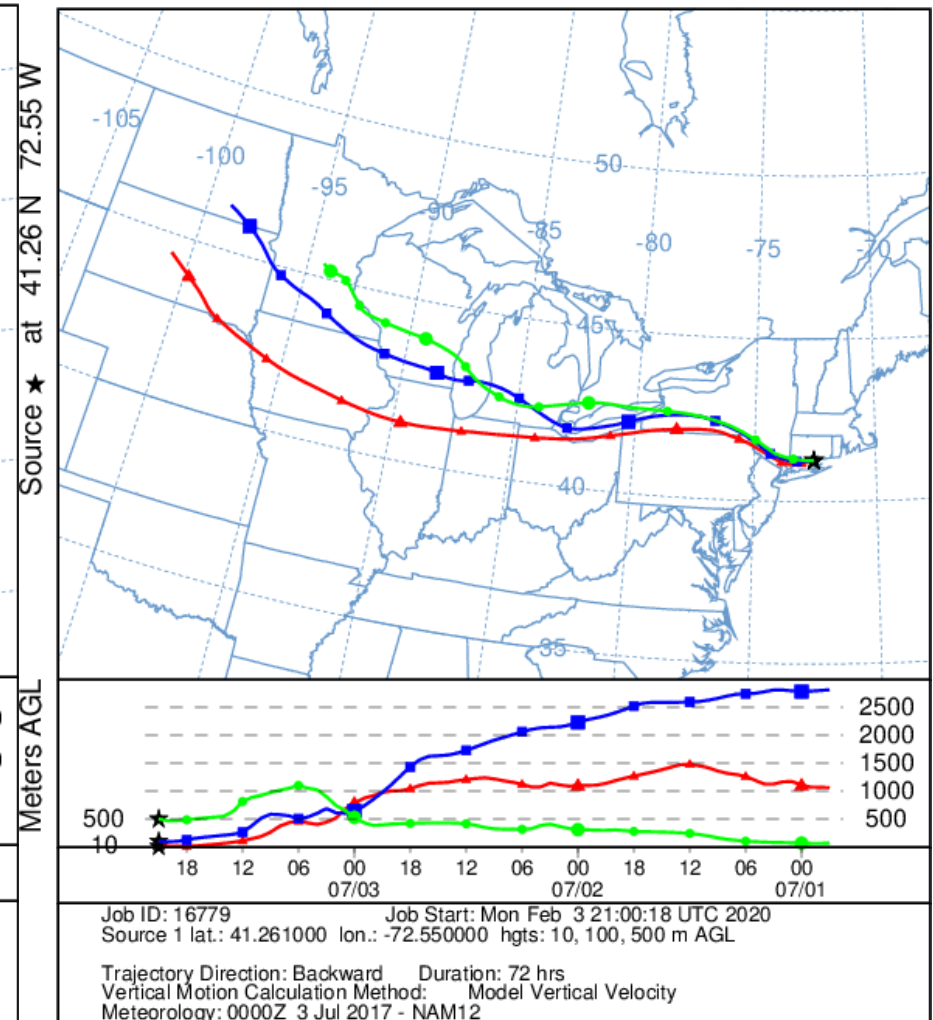 Source ★ at 41.26 N 72.55 W
-105
-100
-95
-90
-85
-80
-75
-70
50
45
40
35
Meters AGL
2500
2000
1500
1000
500
500
10
18 12 06 00 18 12 06 00 18 12 06 00
07/03 07/02 07/01
Job ID: 16779 Job Start: Mon Feb 3 21:00:18 UTC 2020
Source 1 lat.: 41.261000 lon.: -72.550000 hgts: 10, 100, 500 m AGL
Trajectory Direction: Backward Duration: 72 hrs
Vertical Motion Calculation Method: Model Vertical Velocity
Meteorology: 0000Z 3 Jul 2017 - NAM12